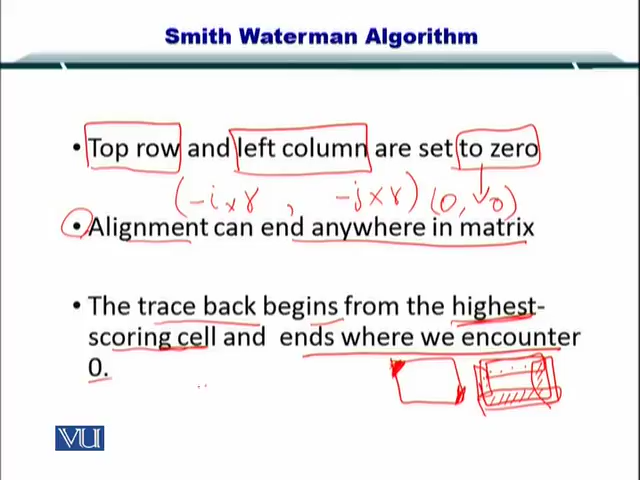 Smith Waterman Algorithm
• Top row and left column are set to zero
(-i×γ , -j×γ) (0, 0)
• Alignment can end anywhere in matrix
• The trace back begins from the highest-
scoring cell and ends where we encounter
0.
VU